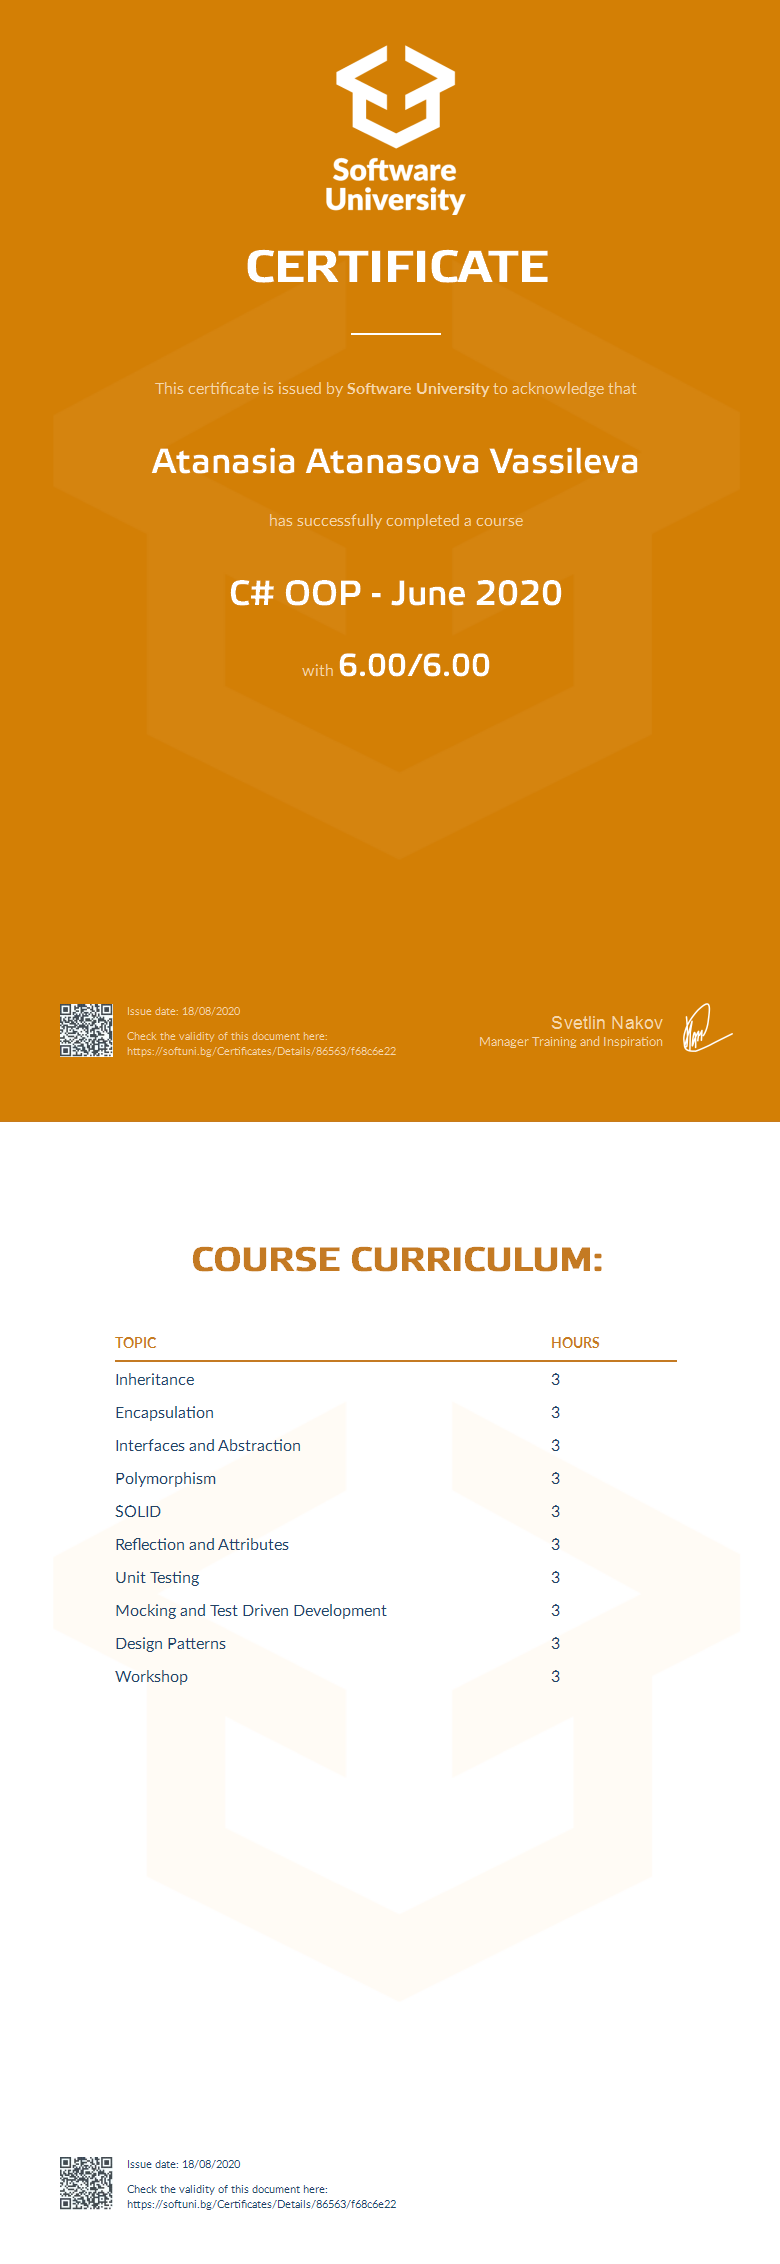 Software
University
CERTIFICATE
This certificate is issued by Software University to acknowledge that
Atanasia Atanasova Vassileva
has successfully completed a course
C# OOP - June 2020
with 6.00/6.00
Issue date: 18/08/2020
Check the validity of this document here:
https://softuni.bg/Certificates/Details/86563/f68c6e22
Svetlin Nakov
Manager Training and Inspiration
COURSE CURRICULUM:
TOPIC HOURS
Inheritance 3
Encapsulation 3
Interfaces and Abstraction 3
Polymorphism 3
SOLID 3
Reflection and Attributes 3
Unit Testing 3
Mocking and Test Driven Development 3
Design Patterns 3
Workshop 3
Issue date: 18/08/2020
Check the validity of this document here:
https://softuni.bg/Certificates/Details/86563/f68c6e22